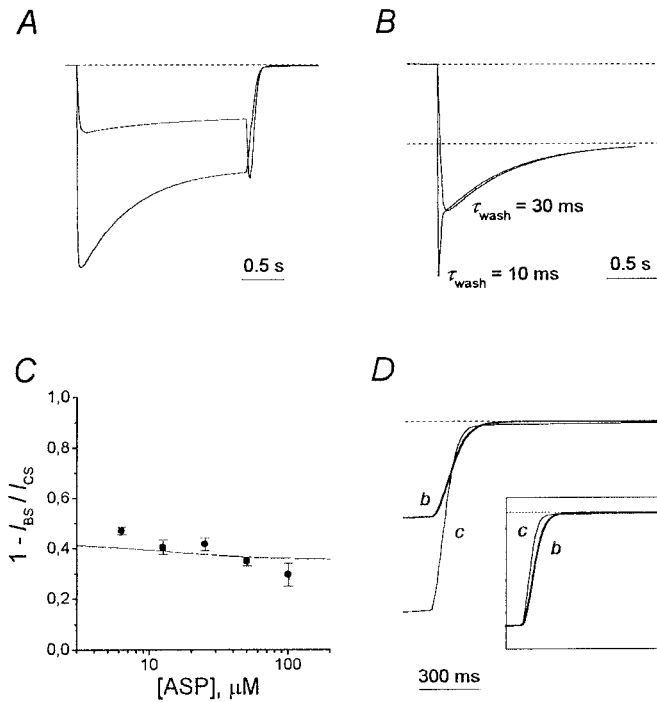 A
B
τwash = 30 ms
0.5 s
τwash = 10 ms
0.5 s
C
D
1,0
0,8
0,6
0,4
0,2
0,0
1 - IBS / ICS
10
100
[ASP], μM
b
c
c
b
300 ms